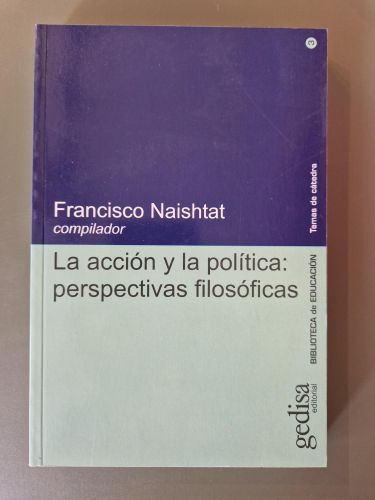 3
Francisco Naishtat
compilador
La acción y la política:
perspectivas filosóficas
Temas de cátedra
BIBLIOTECA de EDUCACIÓN
gedisa
editorial